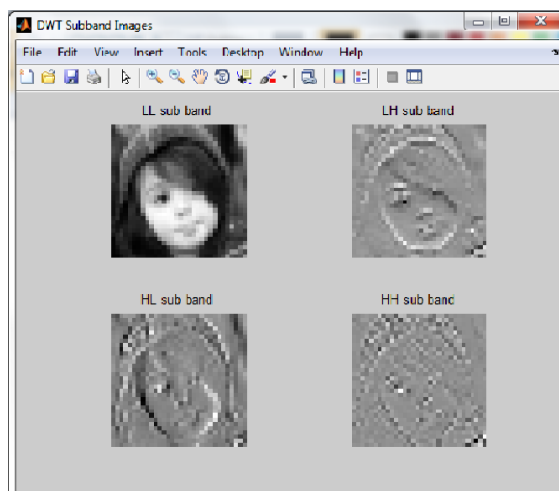 DWT Subband Images
File Edit View Insert Tools Desktop Window Help
LL sub band
LH sub band
HL sub band
HH sub band